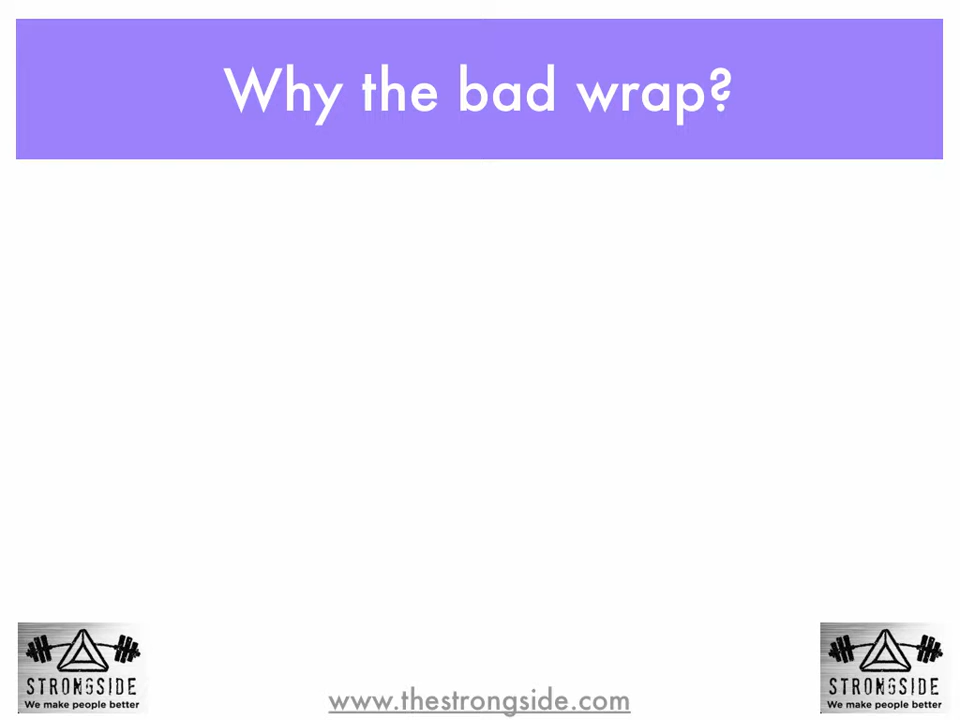 Why the bad wrap?
STRONGSIDE
We make people better
www.thestrongside.com
STRONGSIDE
We make people better